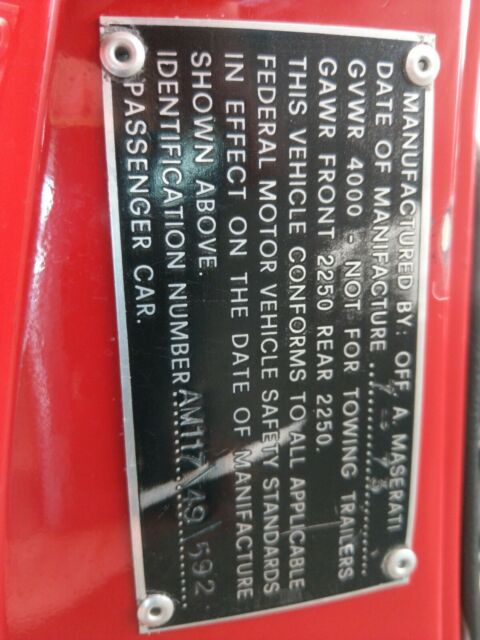 MANUFACTURED BY: OFF. A. MASERATI
DATE OF MANIFACTURE
GVWR 4000 - NOT FOR TOWING TRAILERS
GAWR FRONT 2250 REAR 2250.
THIS VEHICLE CONFORMS TO ALL APPLICABLE
FEDERAL MOTOR VEHICLE SAFETY STANDARDS
IN EFFECT ON THE DATE OF MANIFACTURE
SHOWN ABOVE.
IDENTIFICATION NUMBER AM117/49\592
PASSENGER CAR.